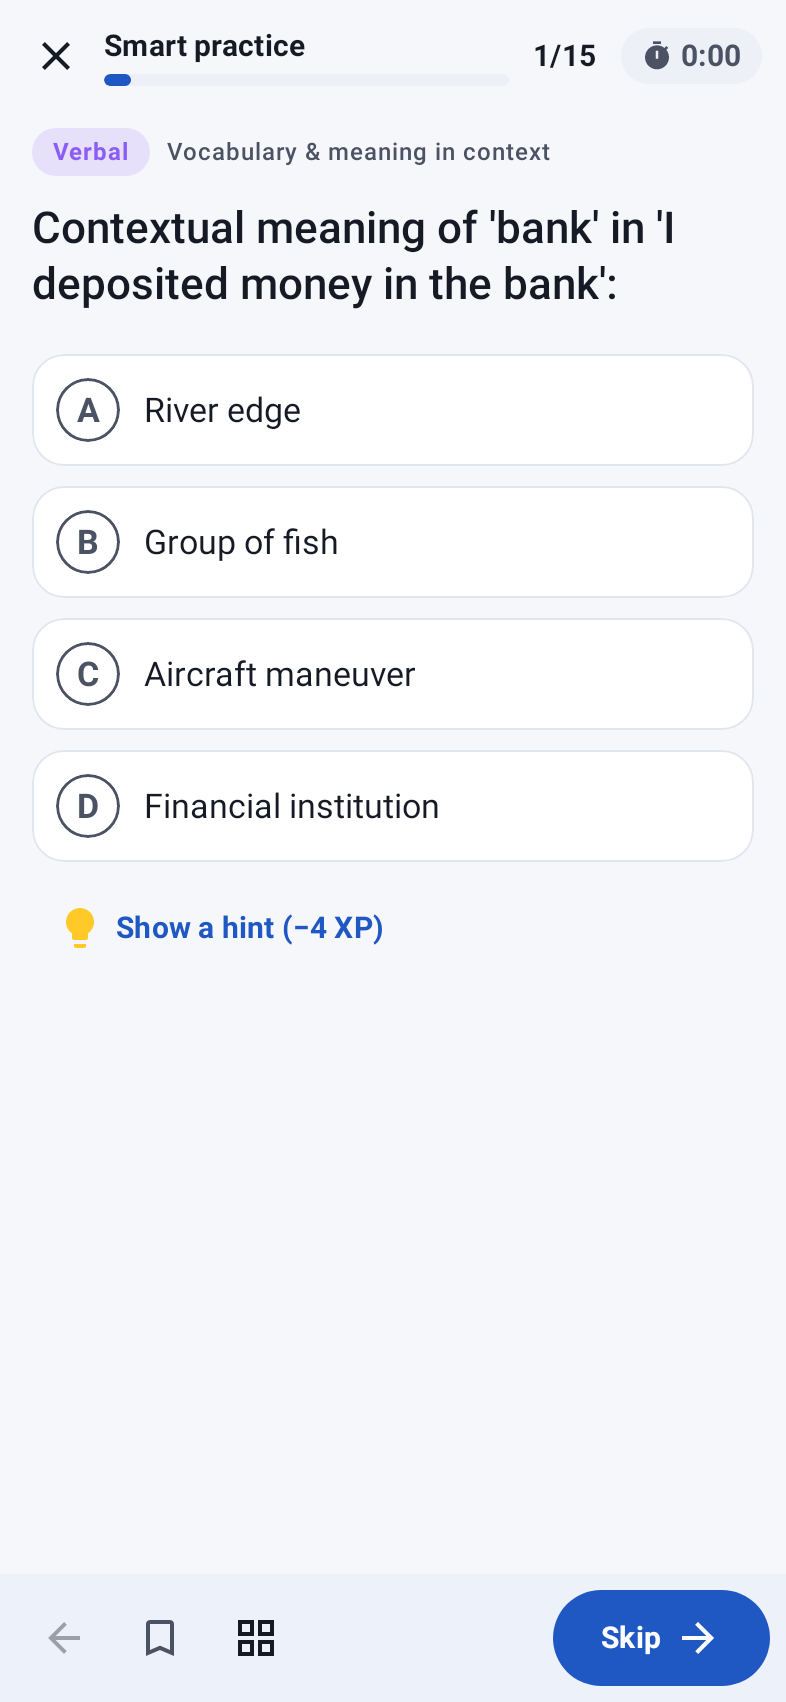 Smart practice
1/15
0:00
Verbal
Vocabulary & meaning in context
Contextual meaning of 'bank' in 'I
deposited money in the bank':
A River edge
B Group of fish
C Aircraft maneuver
D Financial institution
Show a hint (−4 XP)
Skip